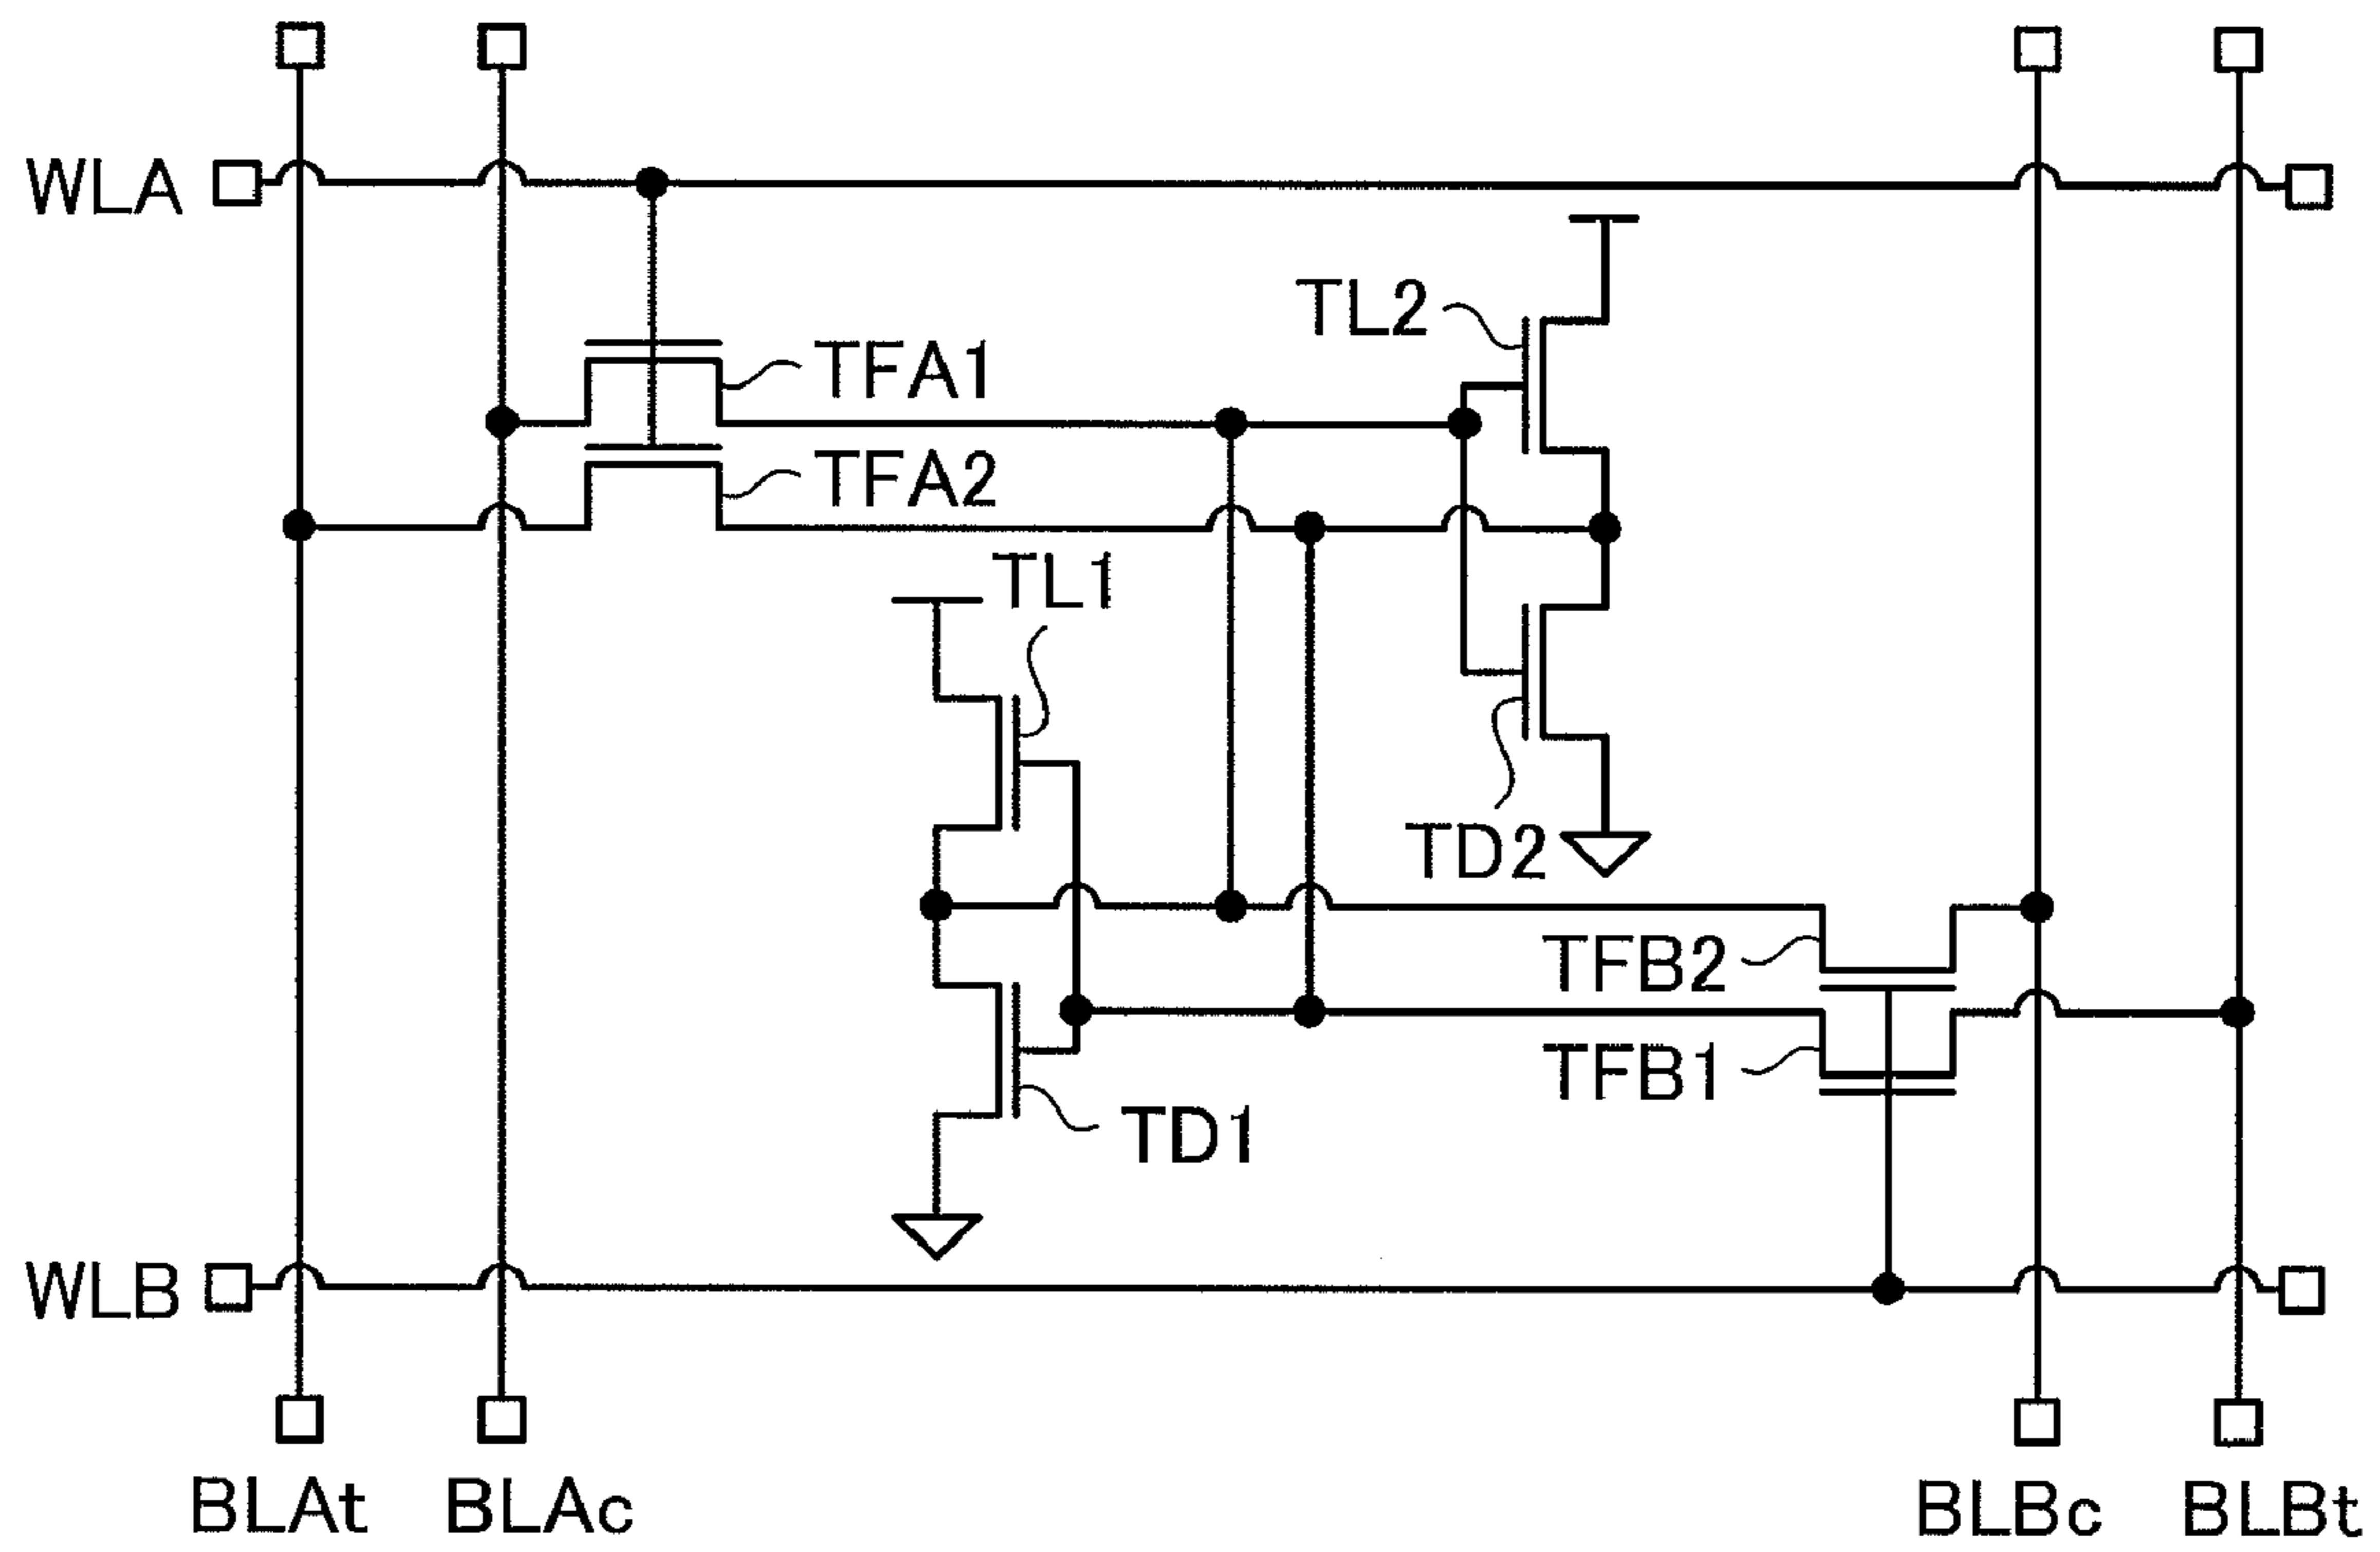 WLA
TL2
TFA1
TFA2
TL1
TD2
TFB2
TFB1
TD1
WLB
BLAt BLAc BLBc BLBt